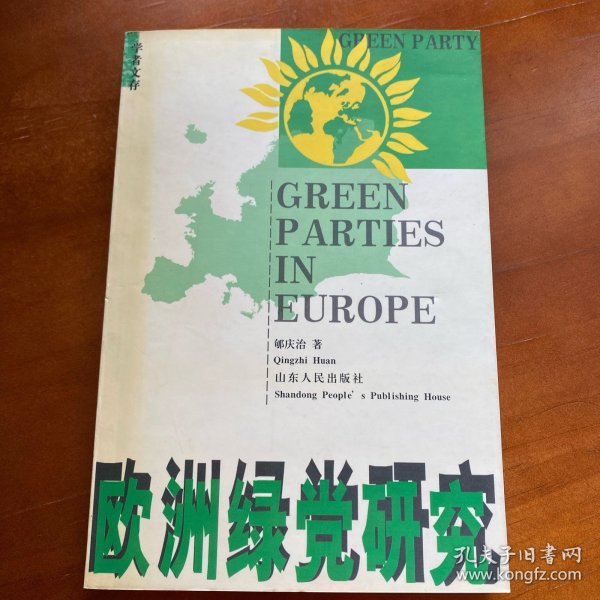 学者文存
GREEN PARTY
GREEN
PARTIES
IN
EUROPE
郇庆治 著
Qingzhi Huan
山东人民出版社
Shandong People's Publishing House
欧洲绿党研究
孔夫子旧书网
www.kongfz.com